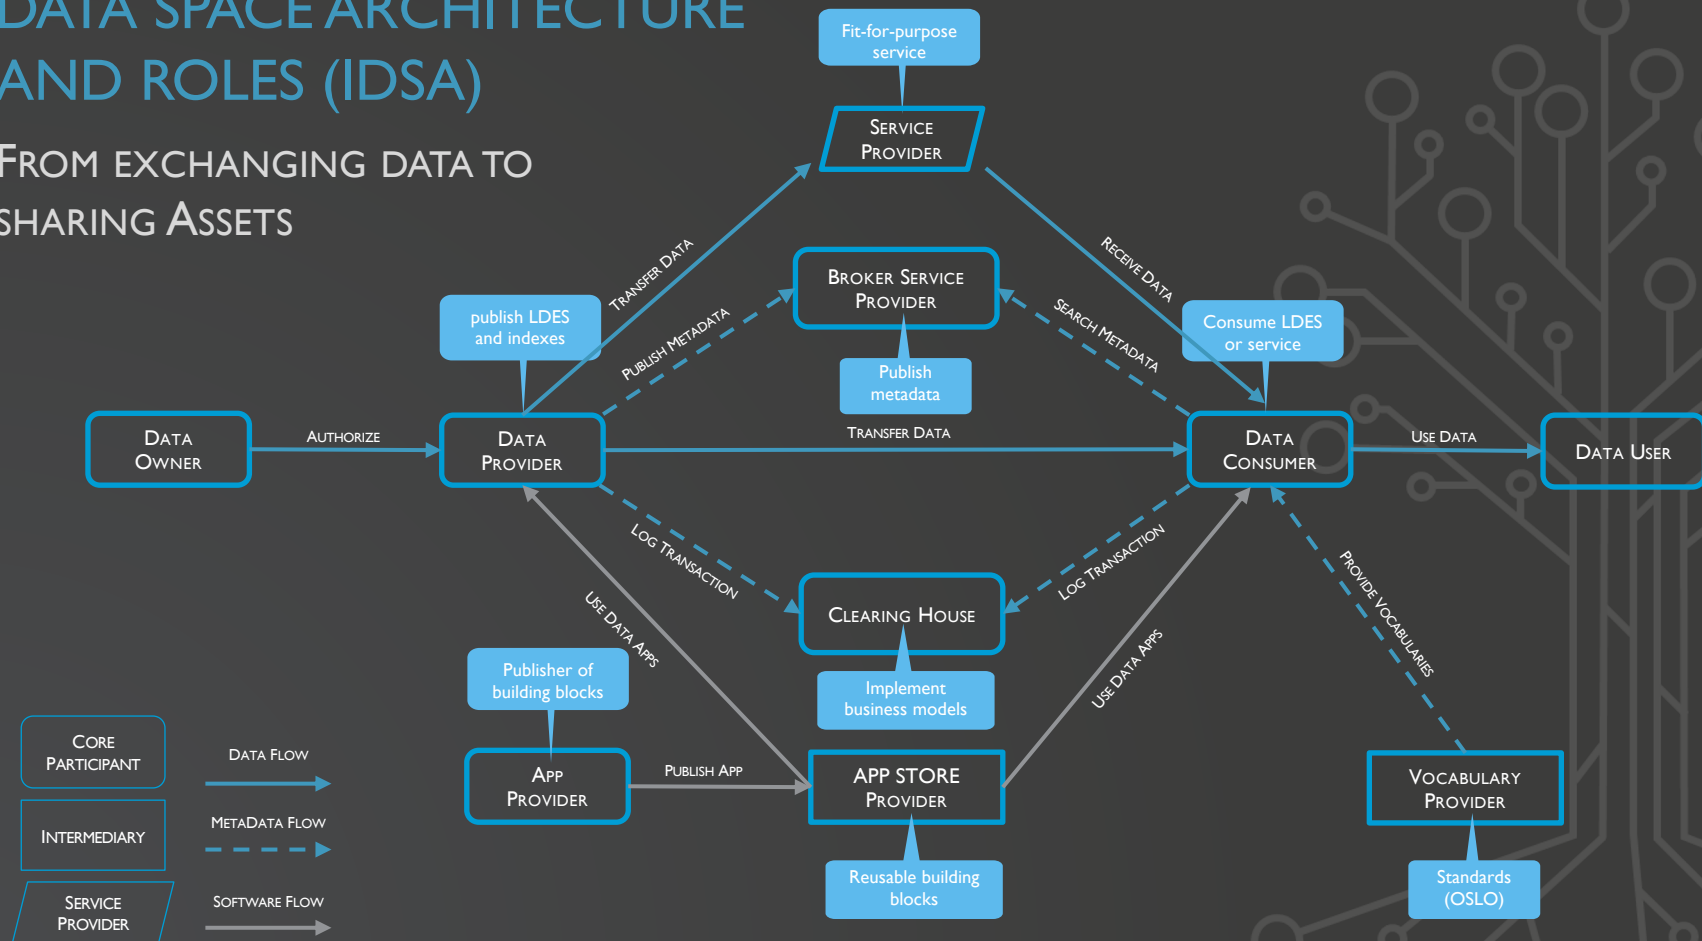 DATA SPACE ARCHITECTURE
AND ROLES (IDSA)
FROM EXCHANGING DATA TO
SHARING ASSETS
Fit-for-purpose
service
SERVICE
PROVIDER
TRANSFER DATA
RECEIVE DATA
BROKER SERVICE
PROVIDER
PUBLISH METADATA
SEARCH METADATA
publish LDES
and indexes
Consume LDES
or service
Publish
metadata
DATA
OWNER
AUTHORIZE
DATA
PROVIDER
TRANSFER DATA
DATA
CONSUMER
USE DATA
DATA USER
LOG TRANSACTION
LOG TRANSACTION
CLEARING HOUSE
USE DATA APPS
USE DATA APPS
PROVIDE VOCABULARIES
Publisher of
building blocks
Implement
business models
APP
PROVIDER
PUBLISH APP
APP STORE
PROVIDER
VOCABULARY
PROVIDER
Reusable building
blocks
Standards
(OSLO)
CORE
PARTICIPANT
DATA FLOW
INTERMEDIARY
METADATA FLOW
SERVICE
PROVIDER
SOFTWARE FLOW